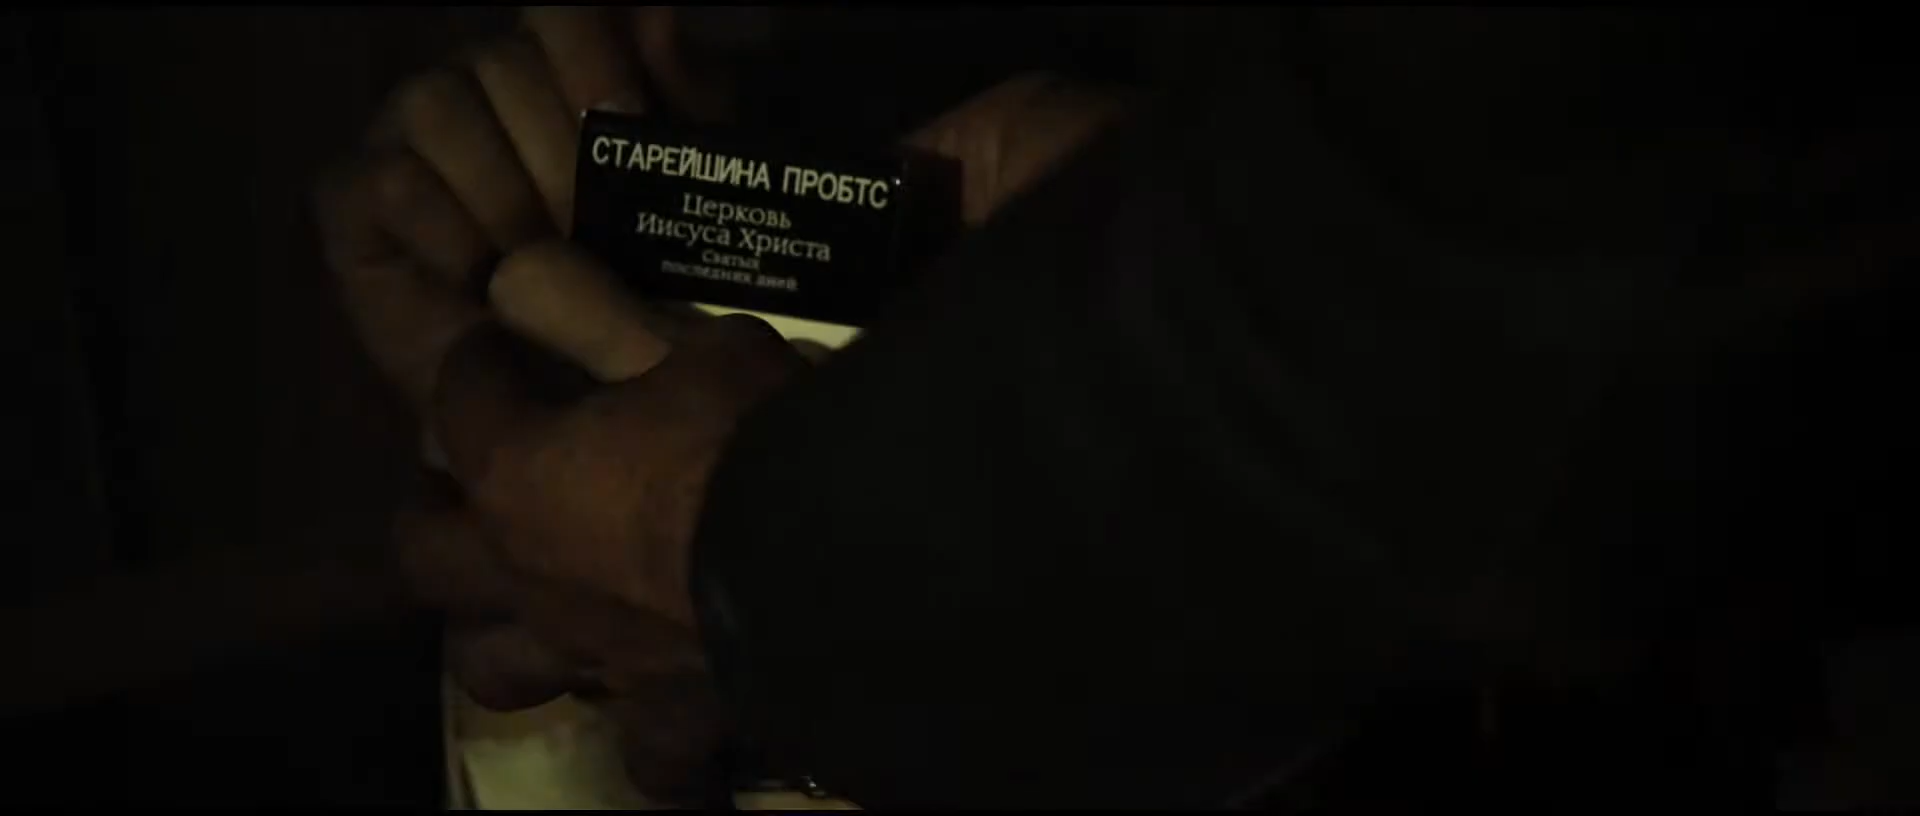 СТАРЕЙШИНА ПРОБТС
Церковь
Иисуса Христа
Святых
последних дней